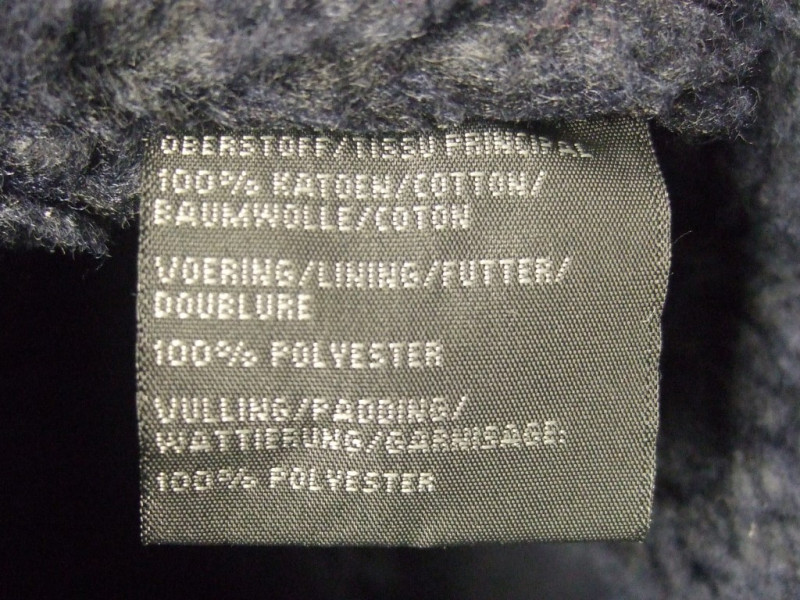 OBERSTOFF/TISSU PRINCIPAL
100% KATOEN/COTTON/
BAUMWOLLE/COTON
VOERING/LINING/FUTTER/
DOUBLURE
100% POLYESTER
VULLING/PADDING/
WATTIERUNG/GARNISAGE:
100% POLYESTER